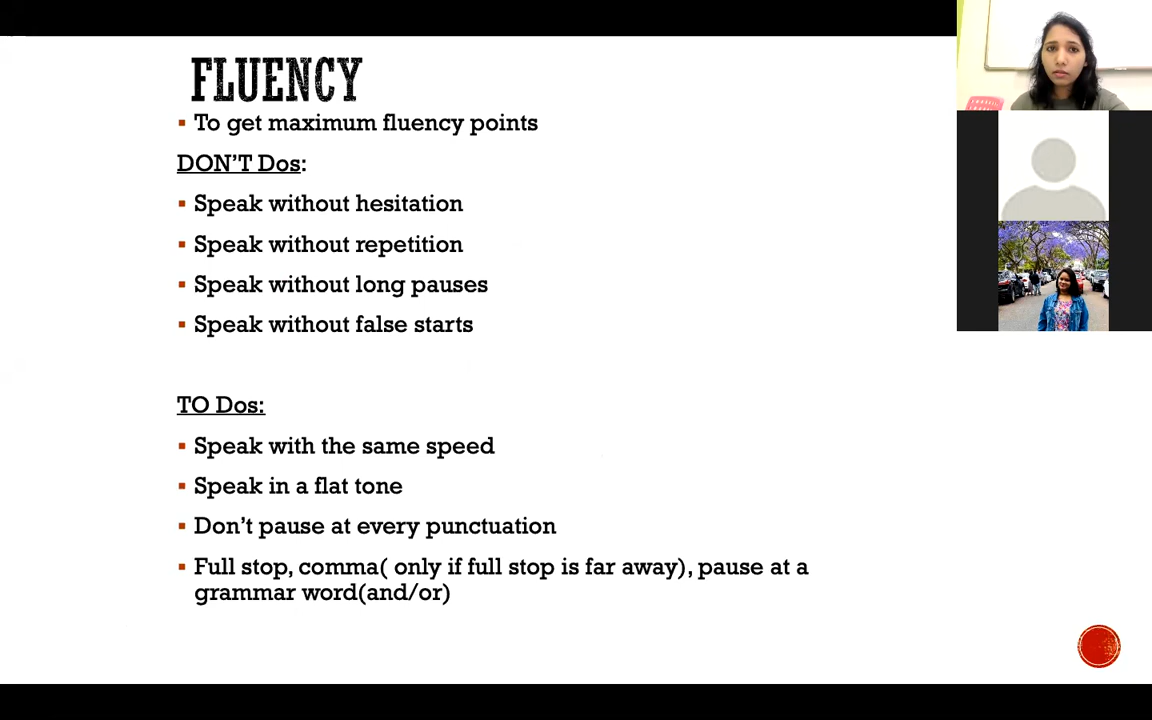 FLUENCY
▪ To get maximum fluency points
DON'T Dos:
▪ Speak without hesitation
▪ Speak without repetition
▪ Speak without long pauses
▪ Speak without false starts
TO Dos:
▪ Speak with the same speed
▪ Speak in a flat tone
▪ Don't pause at every punctuation
▪ Full stop, comma( only if full stop is far away), pause at a
grammar word(and/or)